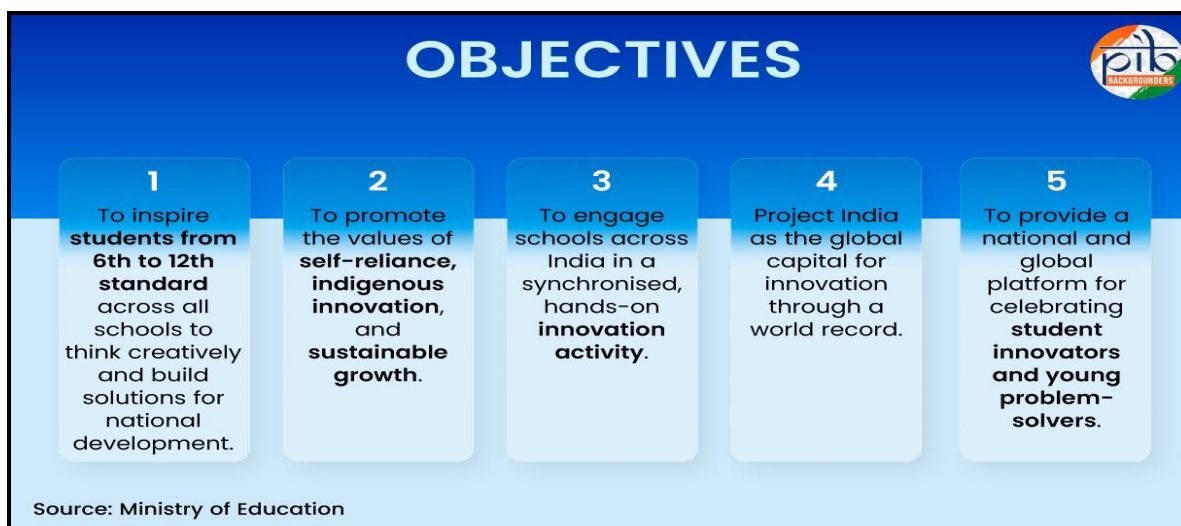 OBJECTIVES
pib
BACKGROUNDERS
1
To inspire
students from
6th to 12th
standard
across all
schools to
think creatively
and build
solutions for
national
development.
2
To promote
the values of
self-reliance,
indigenous
innovation,
and
sustainable
growth.
3
To engage
schools across
India in a
synchronised,
hands-on
innovation
activity.
4
Project India
as the global
capital for
innovation
through a
world record.
5
To provide a
national and
global
platform for
celebrating
student
innovators
and young
problem-
solvers.
Source: Ministry of Education